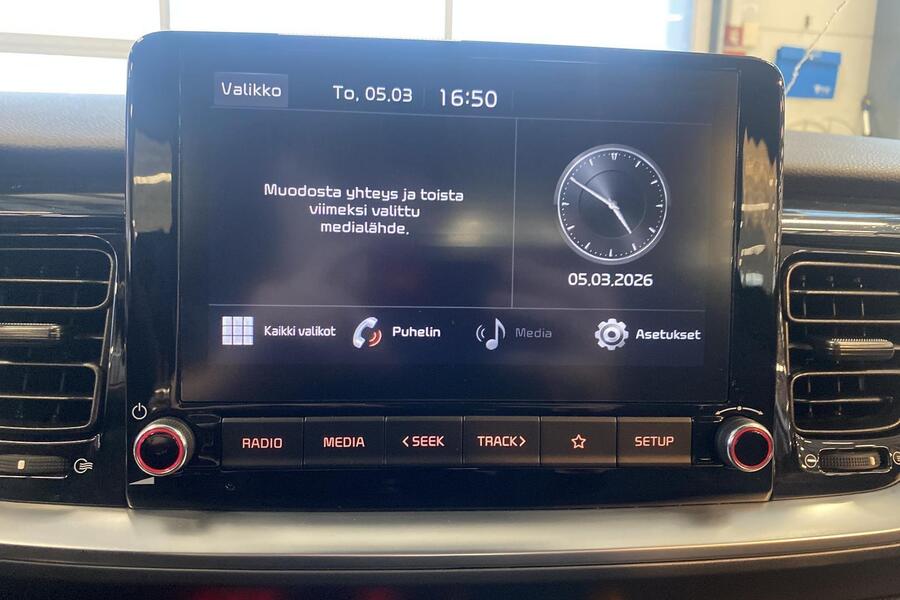 Valikko
To, 05.03
16:50
Muodosta yhteys ja toista
viimeksi valittu
medialähde.
05.03.2026
Kaikki valikot
Puhelin
Media
Asetukset
RADIO
MEDIA
<SEEK
TRACK>
SETUP